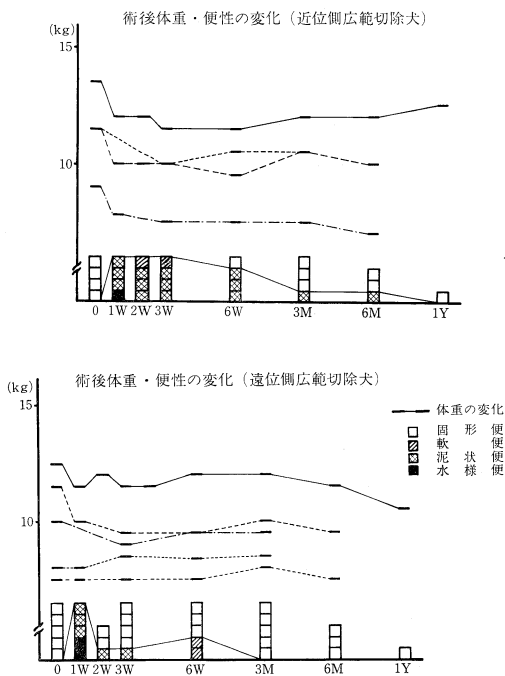 術後体重・便性の変化（近位側広範切除犬）
(kg)
15
10
0 1W 2W 3W 6W 3M 6M 1Y
術後体重・便性の変化（遠位側広範切除犬）
(kg)
15
体重の変化
固形便
軟便
泥状便
水様便
10
0 1W 2W 3W 6W 3M 6M 1Y